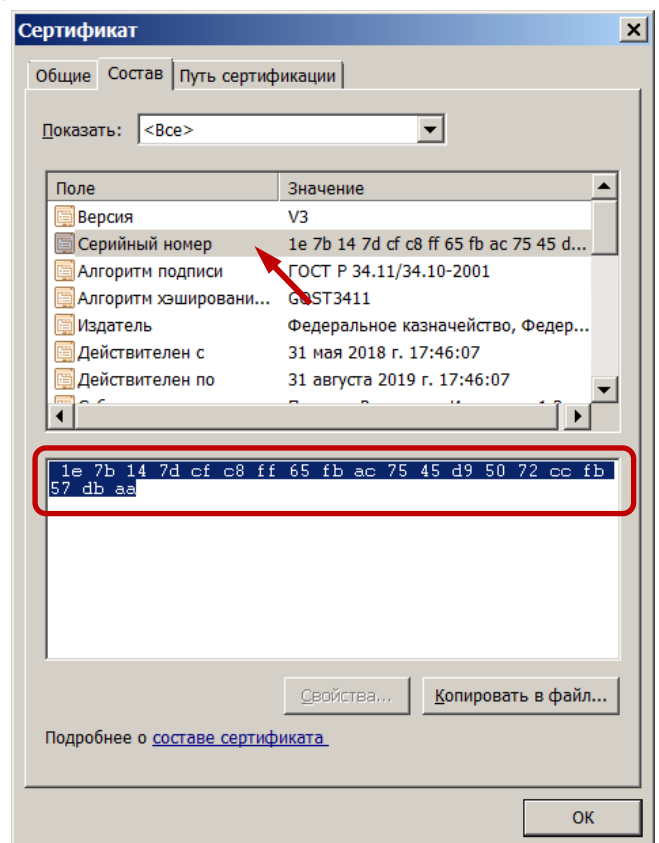 Сертификат
Общие Состав Путь сертификации
Показать: <Все>
Поле Значение
Версия V3
Серийный номер 1e 7b 14 7d cf c8 ff 65 fb ac 75 45 d...
Алгоритм подписи ГОСТ Р 34.11/34.10-2001
Алгоритм хэшировани... GOST3411
Издатель Федеральное казначейство, Федер...
Действителен с 31 мая 2018 г. 17:46:07
Действителен по 31 августа 2019 г. 17:46:07
1e 7b 14 7d cf c8 ff 65 fb ac 75 45 d9 50 72 cc fb
57 db aa
Свойства... Копировать в файл...
Подробнее о составе сертификата
ОК